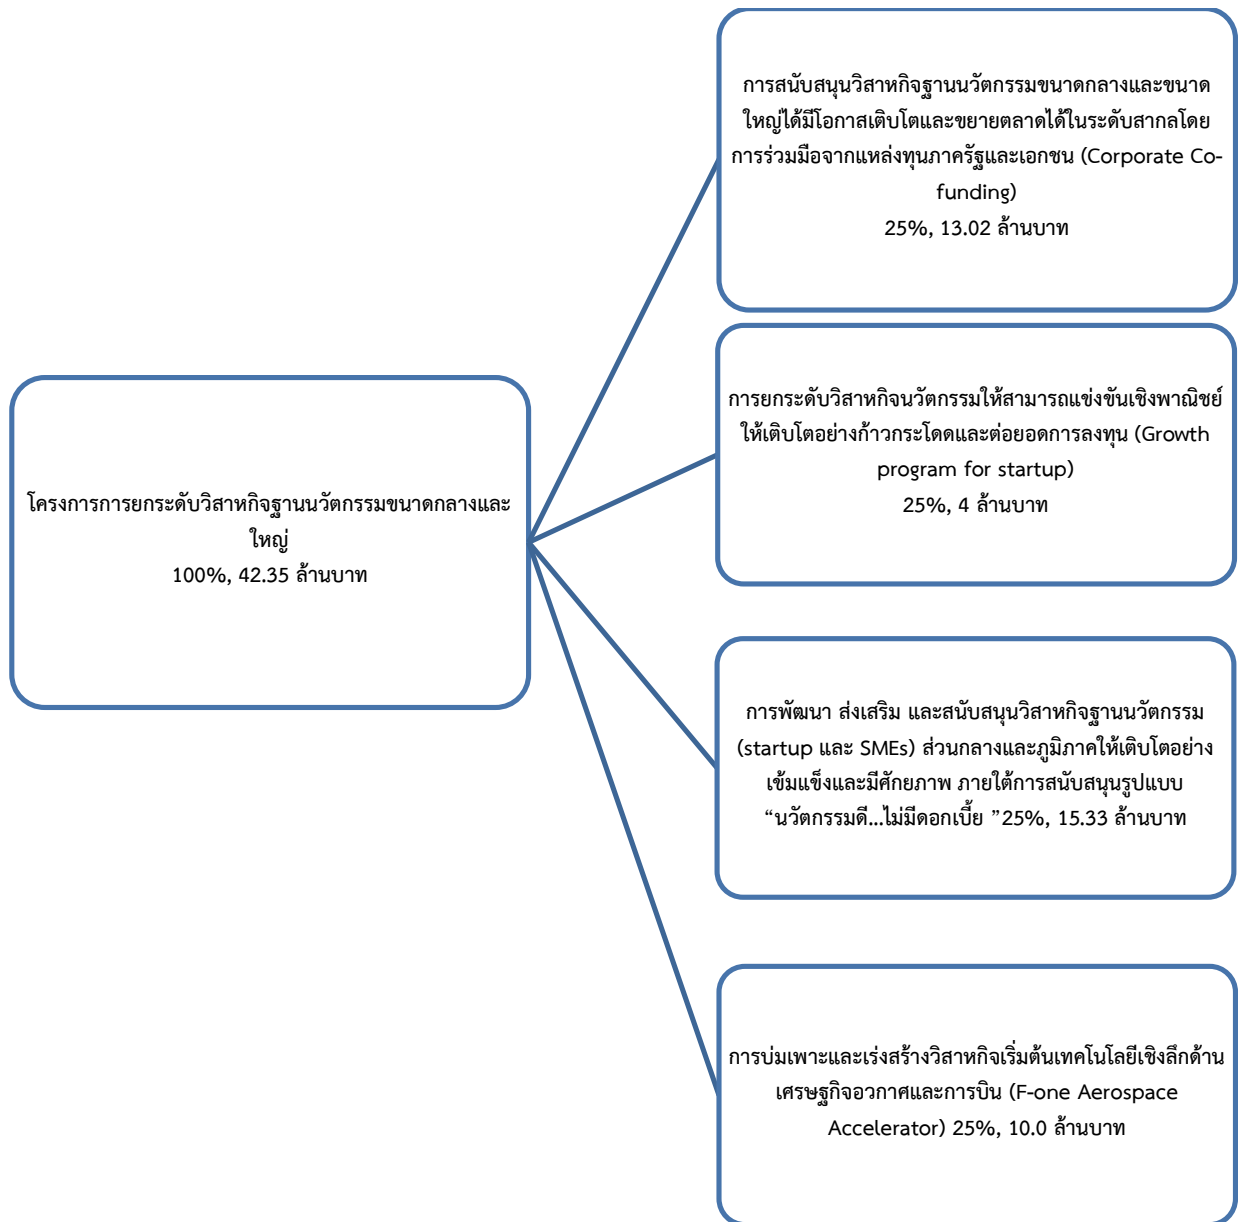 การสนับสนุนวิสาหกิจฐานนวัตกรรมขนาดกลางและขนาด
ใหญ่ได้มีโอกาสเติบโตและขยายตลาดได้ในระดับสากลโดย
การร่วมมือจากแหล่งทุนภาครัฐและเอกชน (Corporate Co-
funding)
25%, 13.02 ล้านบาท
การยกระดับวิสาหกิจนวัตกรรมให้สามารถแข่งขันเชิงพาณิชย์
ให้เติบโตอย่างก้าวกระโดดและต่อยอดการลงทุน (Growth
program for startup)
25%, 4 ล้านบาท
โครงการการยกระดับวิสาหกิจฐานนวัตกรรมขนาดกลางและ
ใหญ่
100%, 42.35 ล้านบาท
การพัฒนา ส่งเสริม และสนับสนุนวิสาหกิจฐานนวัตกรรม
(startup และ SMEs) ส่วนกลางและภูมิภาคให้เติบโตอย่าง
เข้มแข็งและมีศักยภาพ ภายใต้การสนับสนุนรูปแบบ
“นวัตกรรมดี...ไม่มีดอกเบี้ย ”25%, 15.33 ล้านบาท
การบ่มเพาะและเร่งสร้างวิสาหกิจเริ่มต้นเทคโนโลยีเชิงลึกด้าน
เศรษฐกิจอวกาศและการบิน (F-one Aerospace
Accelerator) 25%, 10.0 ล้านบาท